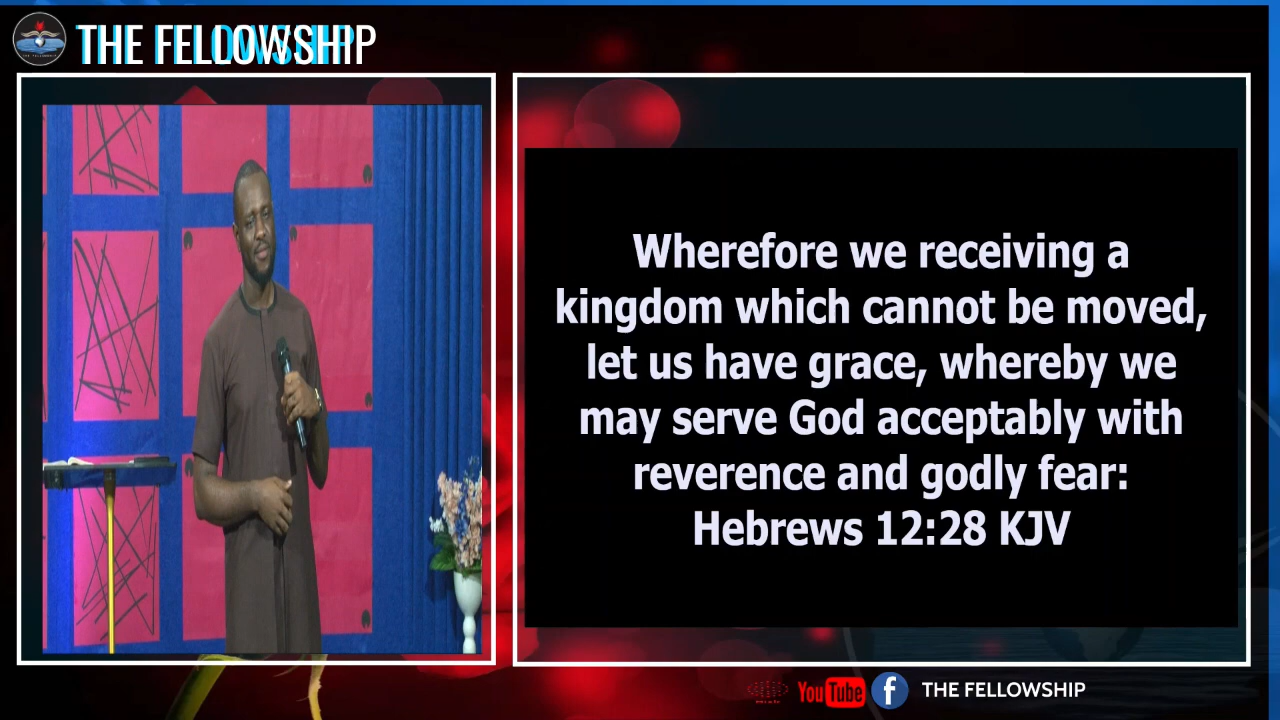 THE FELLOWSHIP
Wherefore we receiving a
kingdom which cannot be moved,
let us have grace, whereby we
may serve God acceptably with
reverence and godly fear:
Hebrews 12:28 KJV
YouTube
f
THE FELLOWSHIP